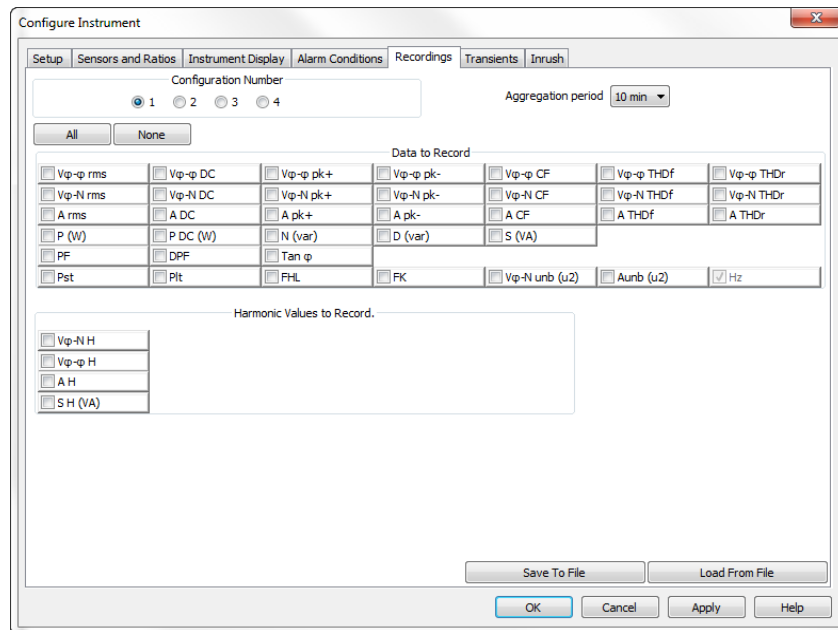 Configure Instrument
Setup Sensors and Ratios Instrument Display Alarm Conditions Recordings Transients Inrush
Configuration Number
1 2 3 4
Aggregation period 10 min
All None
Data to Record
Vφ-φ rms Vφ-φ DC Vφ-φ pk+ Vφ-φ pk- Vφ-φ CF Vφ-φ THDf Vφ-φ THDr
Vφ-N rms Vφ-N DC Vφ-N pk+ Vφ-N pk- Vφ-N CF Vφ-N THDf Vφ-N THDr
A rms A DC A pk+ A pk- A CF A THDf A THDr
P (W) P DC (W) N (var) D (var) S (VA)
PF DPF Tan φ
Pst Plt FHL FK Vφ-N unb (u2) Aunb (u2) Hz
Harmonic Values to Record.
Vφ-N H
Vφ-φ H
A H
S H (VA)
Save To File Load From File
OK Cancel Apply Help